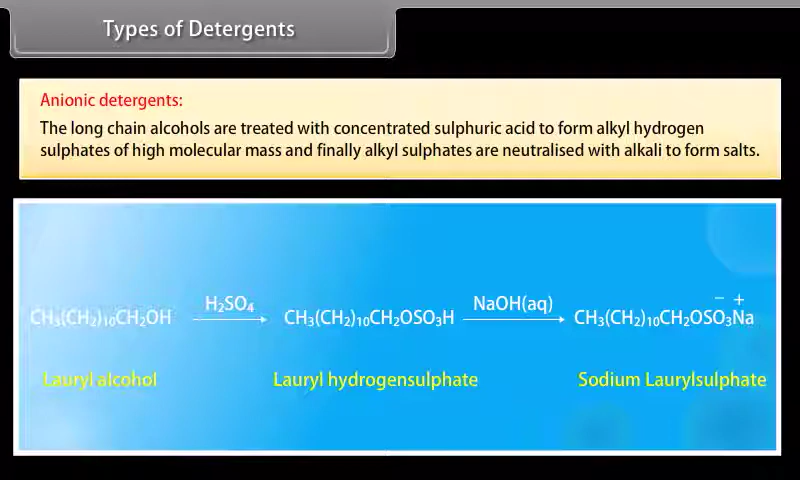 Types of Detergents
Anionic detergents:
The long chain alcohols are treated with concentrated sulphuric acid to form alkyl hydrogen
sulphates of high molecular mass and finally alkyl sulphates are neutralised with alkali to form salts.
H₂SO₄ NaOH(aq) − +
CH₃(CH₂)₁₀CH₂OH CH₃(CH₂)₁₀CH₂OSO₃H CH₃(CH₂)₁₀CH₂OSO₃Na
Lauryl alcohol Lauryl hydrogensulphate Sodium Laurylsulphate